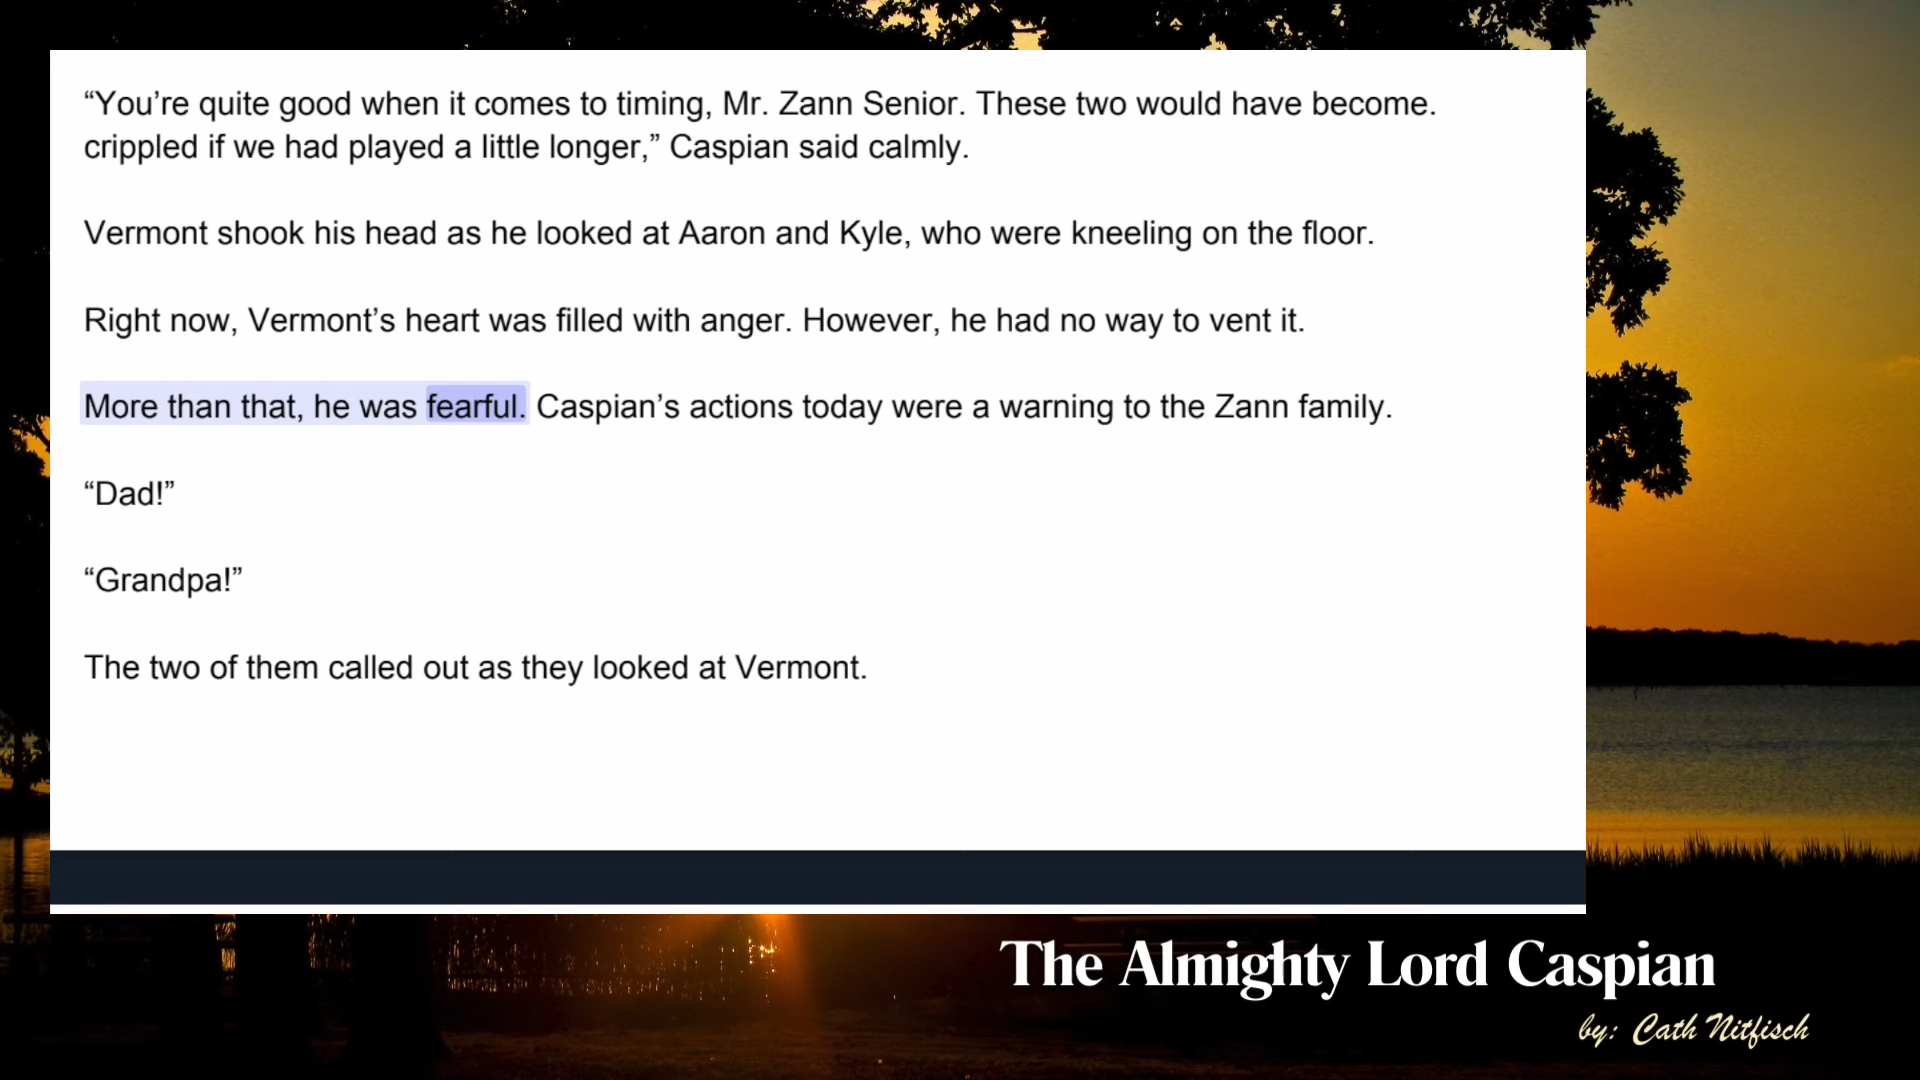 “You’re quite good when it comes to timing, Mr. Zann Senior. These two would have become.
crippled if we had played a little longer,” Caspian said calmly.
Vermont shook his head as he looked at Aaron and Kyle, who were kneeling on the floor.
Right now, Vermont’s heart was filled with anger. However, he had no way to vent it.
More than that, he was fearful. Caspian’s actions today were a warning to the Zann family.
“Dad!”
“Grandpa!”
The two of them called out as they looked at Vermont.
The Almighty Lord Caspian
by: Cath Nitfisch